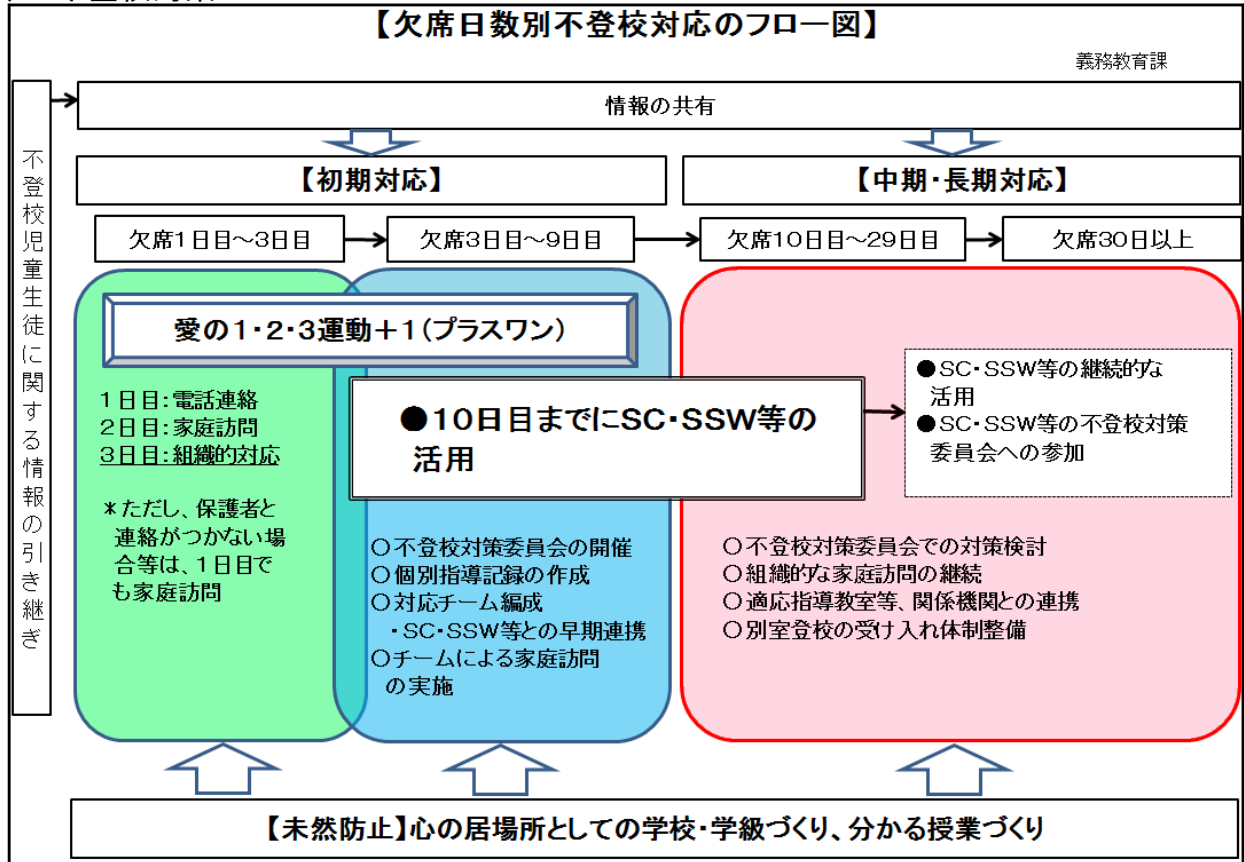 【欠席日数別不登校対応のフロー図】
義務教育課
不登校児童生徒に関する情報の引き継ぎ
情報の共有
【初期対応】
【中期・長期対応】
欠席1日目～3日目
欠席3日目～9日目
欠席10日目～29日目
欠席30日以上
愛の1・2・3運動+1(プラスワン)
1日目:電話連絡
2日目:家庭訪問
3日目:組織的対応
*ただし、保護者と
連絡がつかない場
合等は、1日目で
も家庭訪問
●10日目までにSC・SSW等の
活用
○不登校対策委員会の開催
○個別指導記録の作成
○対応チーム編成
・SC・SSW等との早期連携
○チームによる家庭訪問
の実施
●SC・SSW等の継続的な
活用
●SC・SSW等の不登校対策
委員会への参加
○不登校対策委員会での対策検討
○組織的な家庭訪問の継続
○適応指導教室等、関係機関との連携
○別室登校の受け入れ体制整備
【未然防止】心の居場所としての学校・学級づくり、分かる授業づくり